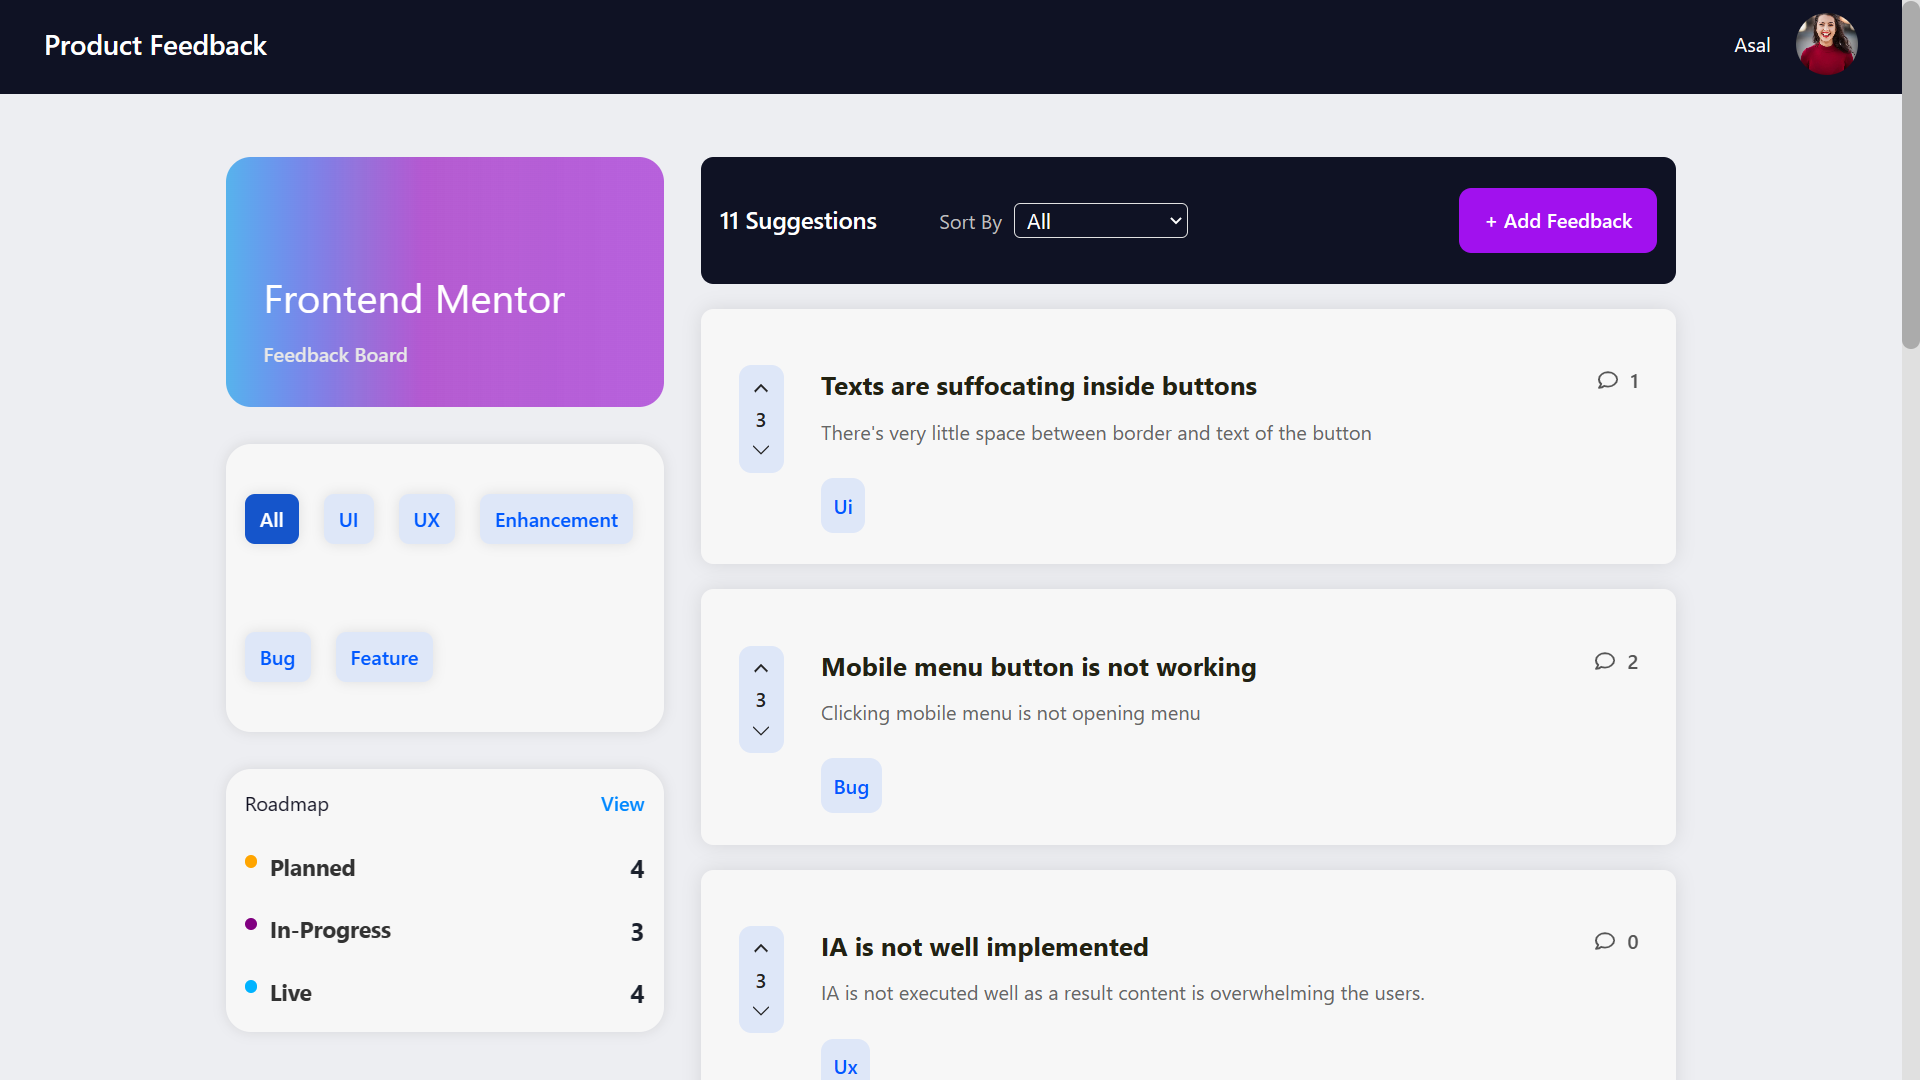 Product Feedback
Asal
Frontend Mentor
Feedback Board
All UI UX Enhancement
Bug Feature
Roadmap View
Planned 4
In-Progress 3
Live 4
11 Suggestions Sort By All + Add Feedback
Texts are suffocating inside buttons 1
3
There's very little space between border and text of the button
Ui
Mobile menu button is not working 2
3
Clicking mobile menu is not opening menu
Bug
IA is not well implemented 0
3
IA is not executed well as a result content is overwhelming the users.
Ux